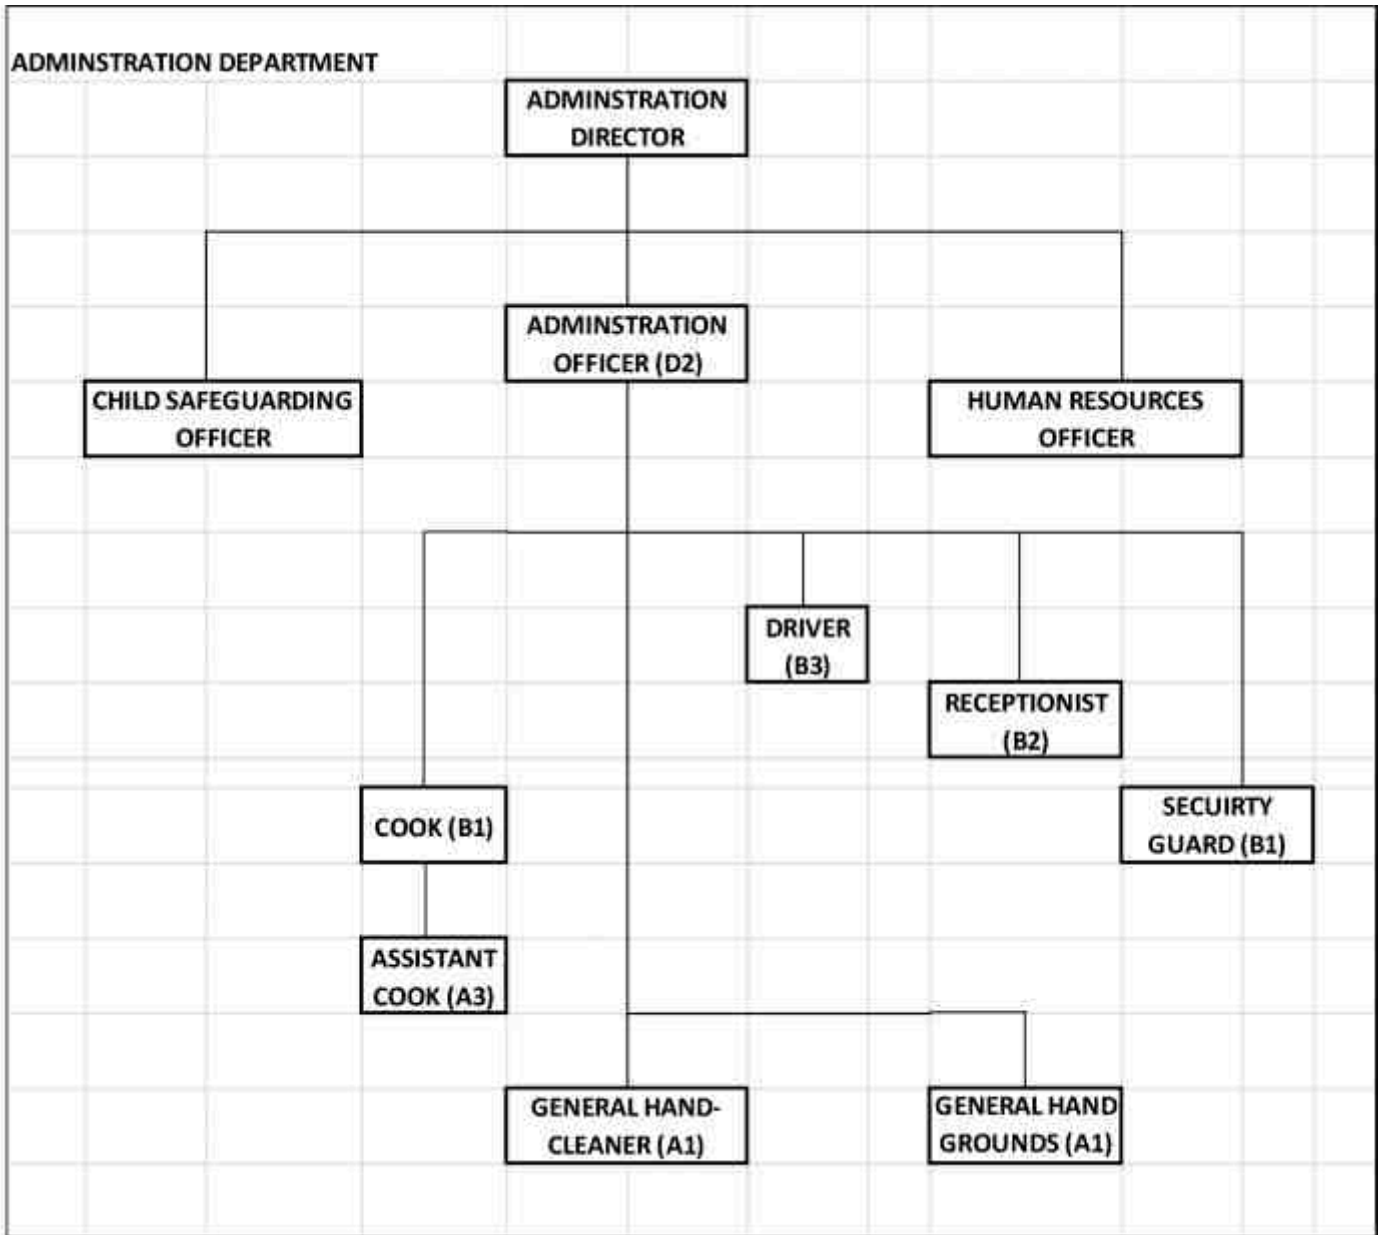 ADMINSTRATION DEPARTMENT
ADMINSTRATION
DIRECTOR
ADMINSTRATION
OFFICER (D2)
CHILD SAFEGUARDING
OFFICER
HUMAN RESOURCES
OFFICER
DRIVER
(B3)
RECEPTIONIST
(B2)
COOK (B1)
SECUIRTY
GUARD (B1)
ASSISTANT
COOK (A3)
GENERAL HAND-
CLEANER (A1)
GENERAL HAND
GROUNDS (A1)